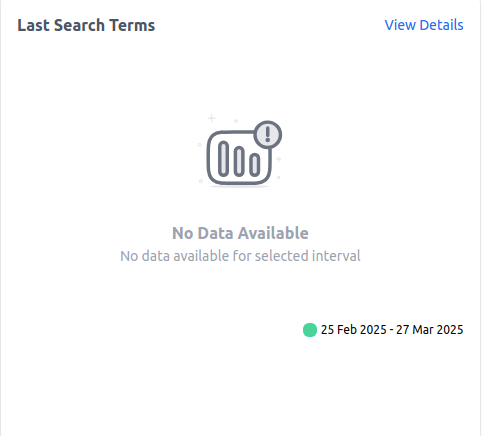 Last Search Terms
View Details
No Data Available
No data available for selected interval
25 Feb 2025 - 27 Mar 2025